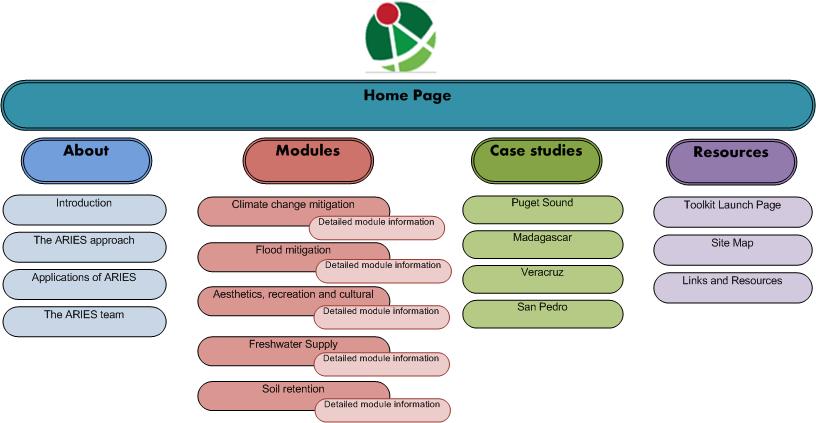 Home Page
About
Introduction
The ARIES approach
Applications of ARIES
The ARIES team
Modules
Climate change mitigation
Detailed module information
Flood mitigation
Detailed module information
Aesthetics, recreation and cultural
Detailed module information
Freshwater Supply
Detailed module information
Soil retention
Detailed module information
Case studies
Puget Sound
Madagascar
Veracruz
San Pedro
Resources
Toolkit Launch Page
Site Map
Links and Resources